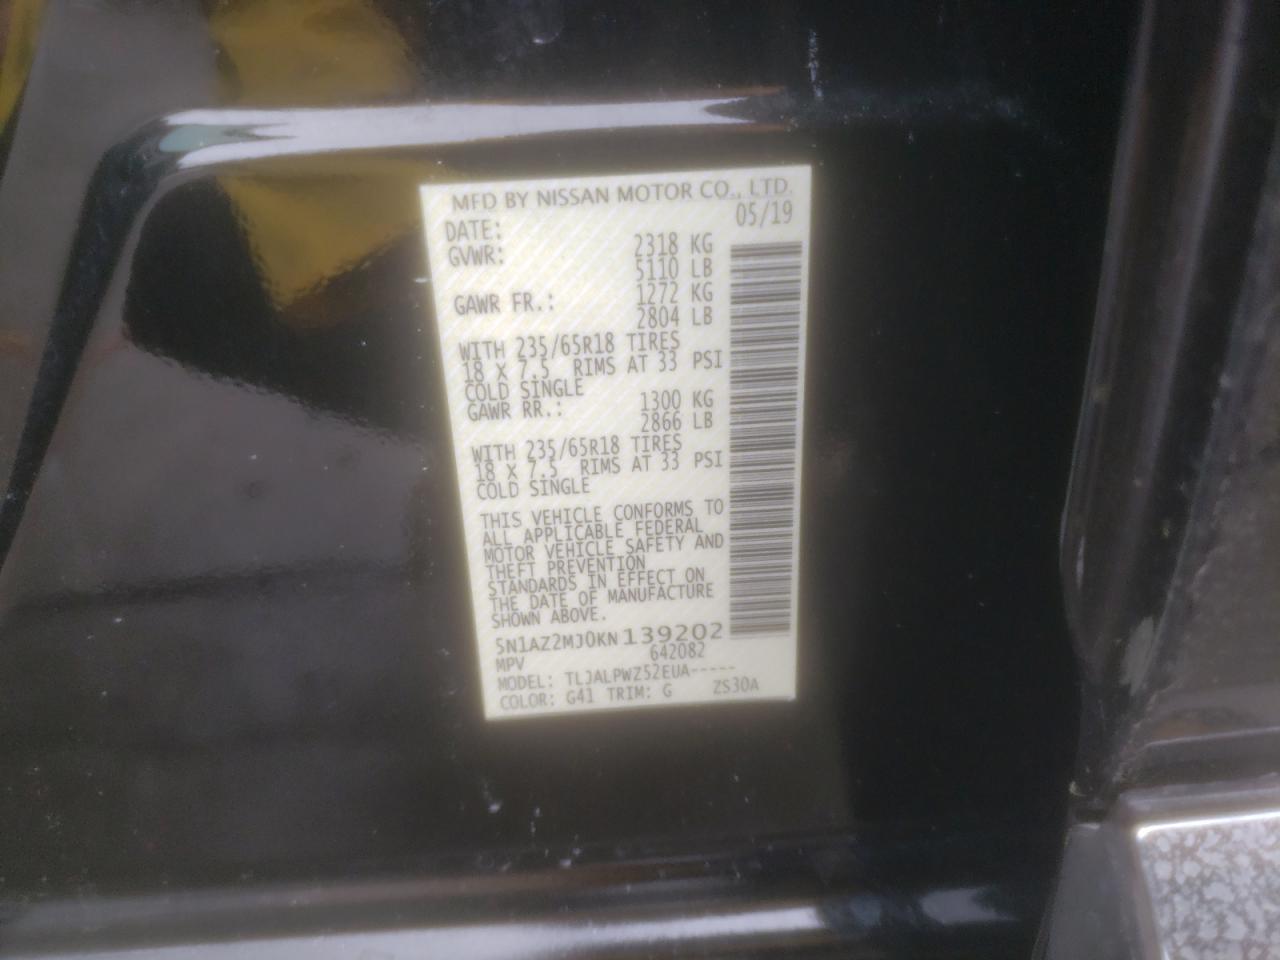 MFD BY NISSAN MOTOR CO., LTD.
DATE: 05/19
GVWR: 2318 KG
5110 LB
GAWR FR.: 1272 KG
2804 LB
WITH 235/65R18 TIRES
18 X 7.5 RIMS AT 33 PSI
COLD SINGLE
GAWR RR.: 1300 KG
2866 LB
WITH 235/65R18 TIRES
18 X 7.5 RIMS AT 33 PSI
COLD SINGLE
THIS VEHICLE CONFORMS TO
ALL APPLICABLE FEDERAL
MOTOR VEHICLE SAFETY AND
THEFT PREVENTION
STANDARDS IN EFFECT ON
THE DATE OF MANUFACTURE
SHOWN ABOVE.
5N1AZ2MJ0KN139202
MPV 642082
MODEL: TLJALPWZ52EUA-----
COLOR: G41 TRIM: G ZS30A